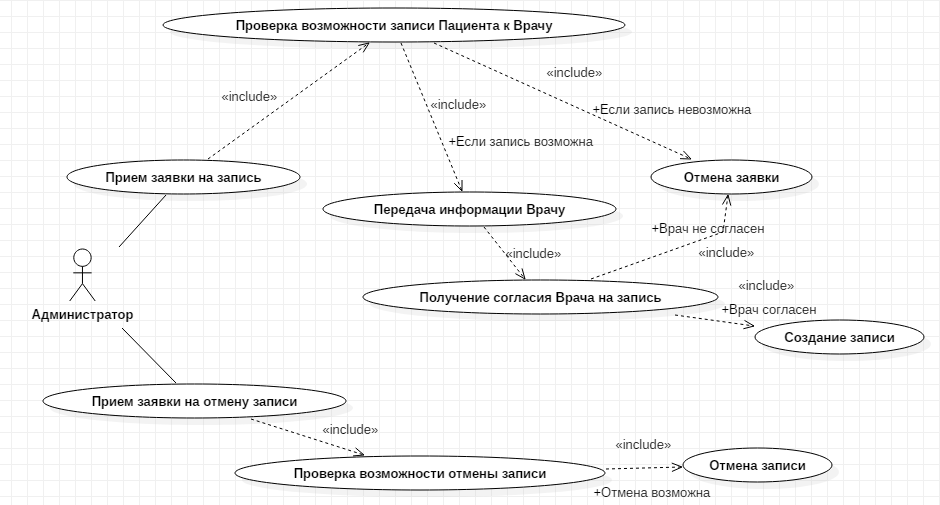 Проверка возможности записи Пациента к Врачу
«include»
«include»
«include»
+Если запись невозможна
+Если запись возможна
Прием заявки на запись
Отмена заявки
Передача информации Врачу
+Врач не согласен
«include»
«include»
«include»
Получение согласия Врача на запись
+Врач согласен
Администратор
Создание записи
Прием заявки на отмену записи
«include»
«include»
Проверка возможности отмены записи
Отмена записи
+Отмена возможна